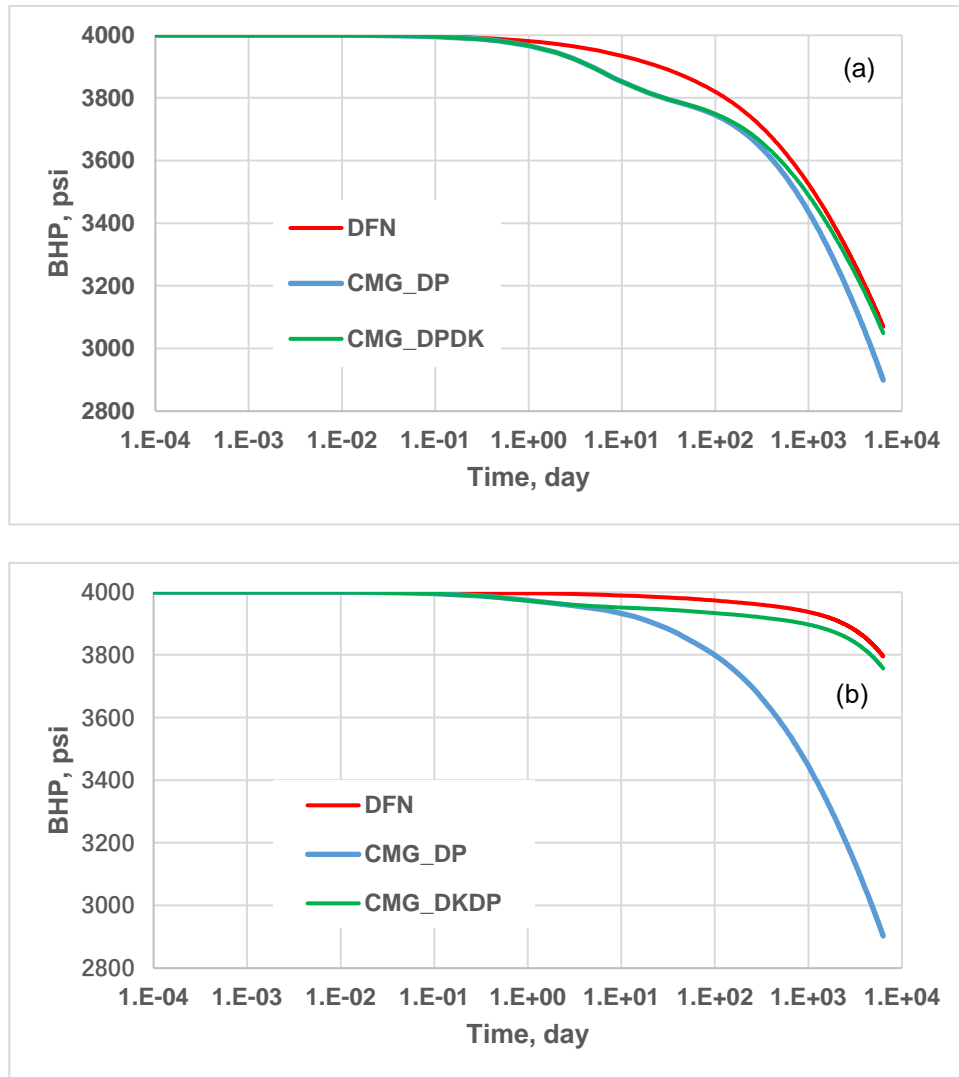 4000
3800
3600
3400
3200
3000
2800
BHP, psi
(a)
DFN
CMG_DP
CMG_DPDK
1.E-04 1.E-03 1.E-02 1.E-01 1.E+00 1.E+01 1.E+02 1.E+03 1.E+04
Time, day
4000
3800
3600
3400
3200
3000
2800
BHP, psi
(b)
DFN
CMG_DP
CMG_DKDP
1.E-04 1.E-03 1.E-02 1.E-01 1.E+00 1.E+01 1.E+02 1.E+03 1.E+04
Time, day